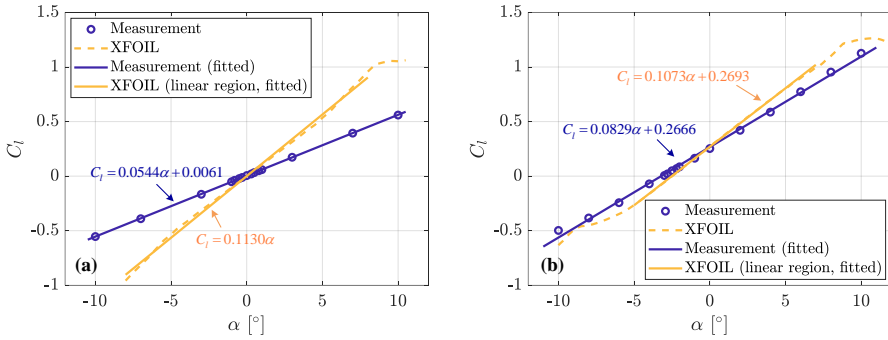 1.5
1
0.5
0
-0.5
-1
C_l
-10
-5
0
5
10
α [°]
Measurement
XFOIL
Measurement (fitted)
XFOIL (linear region, fitted)
C_l = 0.0544α + 0.0061
C_l = 0.1130α
(a)
1.5
1
0.5
0
-0.5
-1
C_l
-10
-5
0
5
10
α [°]
C_l = 0.1073α + 0.2693
C_l = 0.0829α + 0.2666
Measurement
XFOIL
Measurement (fitted)
XFOIL (linear region, fitted)
(b)